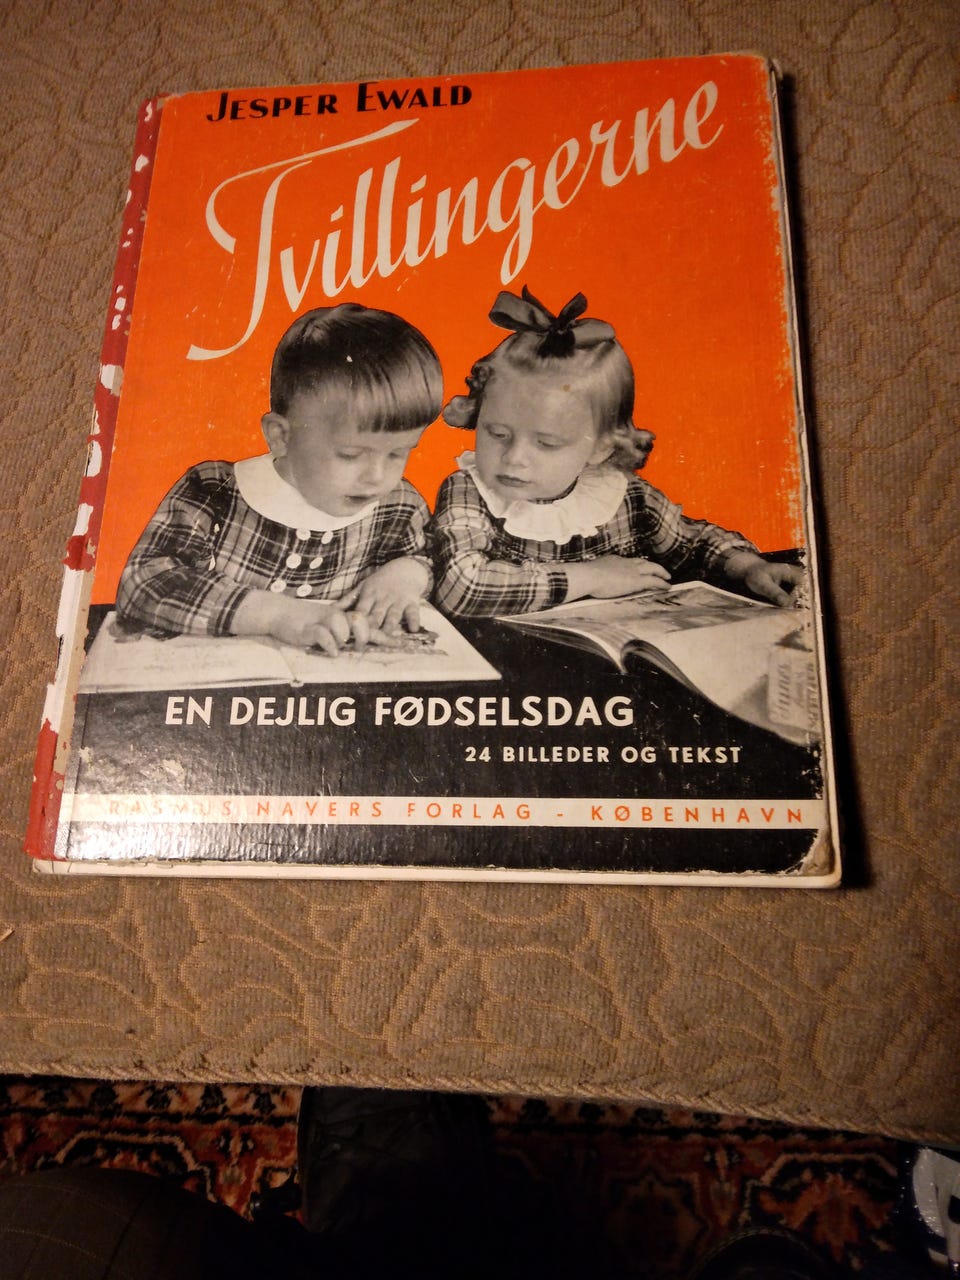 JESPER EWALD
Tvillingerne
EN DEJLIG FØDSELSDAG
24 BILLEDER OG TEKST
RASMUS NAVERS FORLAG - KØBENHAVN